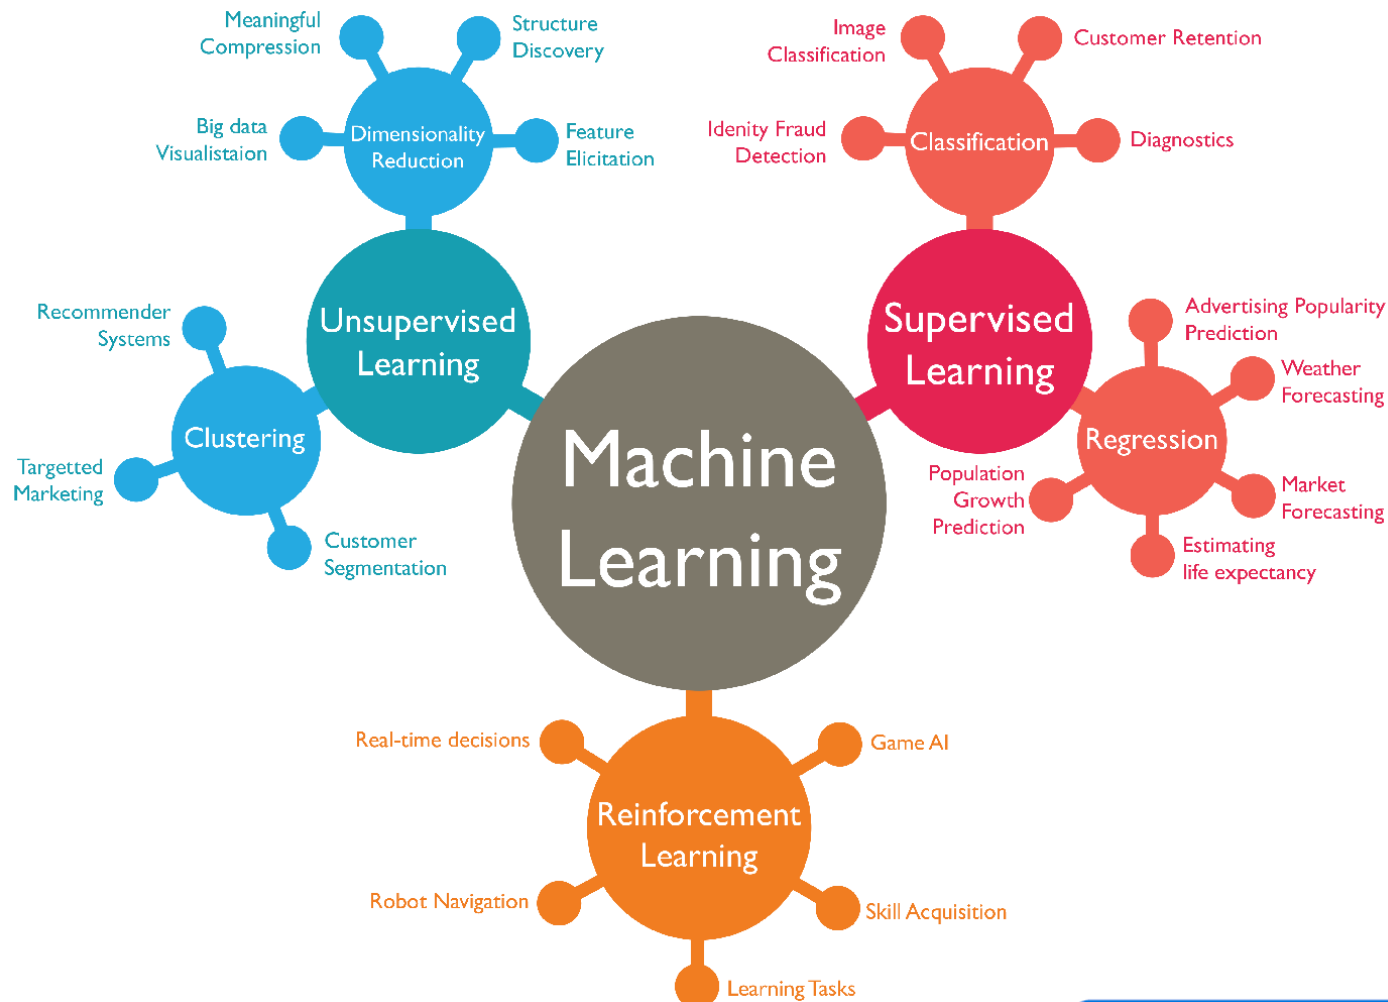 Meaningful
Compression
Structure
Discovery
Big data
Visualistaion
Dimensionality
Reduction
Feature
Elicitation
Image
Classification
Customer Retention
Idenity Fraud
Detection
Classification
Diagnostics
Unsupervised
Learning
Supervised
Learning
Recommender
Systems
Clustering
Targetted
Marketing
Customer
Segmentation
Advertising Popularity
Prediction
Weather
Forecasting
Regression
Population
Growth
Prediction
Market
Forecasting
Estimating
life expectancy
Machine
Learning
Real-time decisions
Game AI
Reinforcement
Learning
Robot Navigation
Skill Acquisition
Learning Tasks